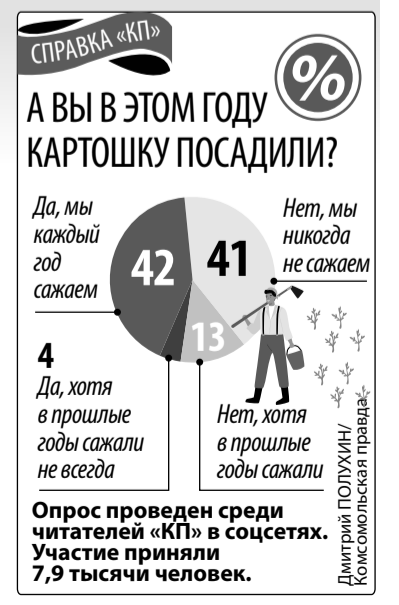 СПРАВКА «КП»
%
А ВЫ В ЭТОМ ГОДУ
КАРТОШКУ ПОСАДИЛИ?
Да, мы
каждый
год
сажаем
42
41
Нет, мы
никогда
не сажаем
13
4
Да, хотя
в прошлые
годы сажали
не всегда
Нет, хотя
в прошлые
годы сажали
Дмитрий ПОЛУХИН/
Комсомольская правда
Опрос проведен среди
читателей «КП» в соцсетях.
Участие приняли
7,9 тысячи человек.